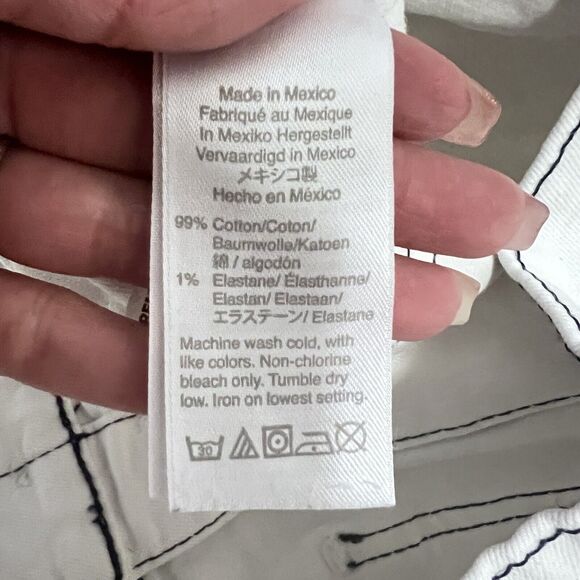 Made in Mexico
Fabriqué au Mexique
In Mexiko Hergestellt
Vervaardigd in Mexico
メキシコ製
Hecho en México
99% Cotton/Coton/
Baumwolle/Katoen
綿 / algodón
1% Elastane/ Élasthanne/
Elastan/ Elastaan/
エラステーン/ Elastane
Machine wash cold, with
like colors. Non-chlorine
bleach only. Tumble dry
low. Iron on lowest setting.
30